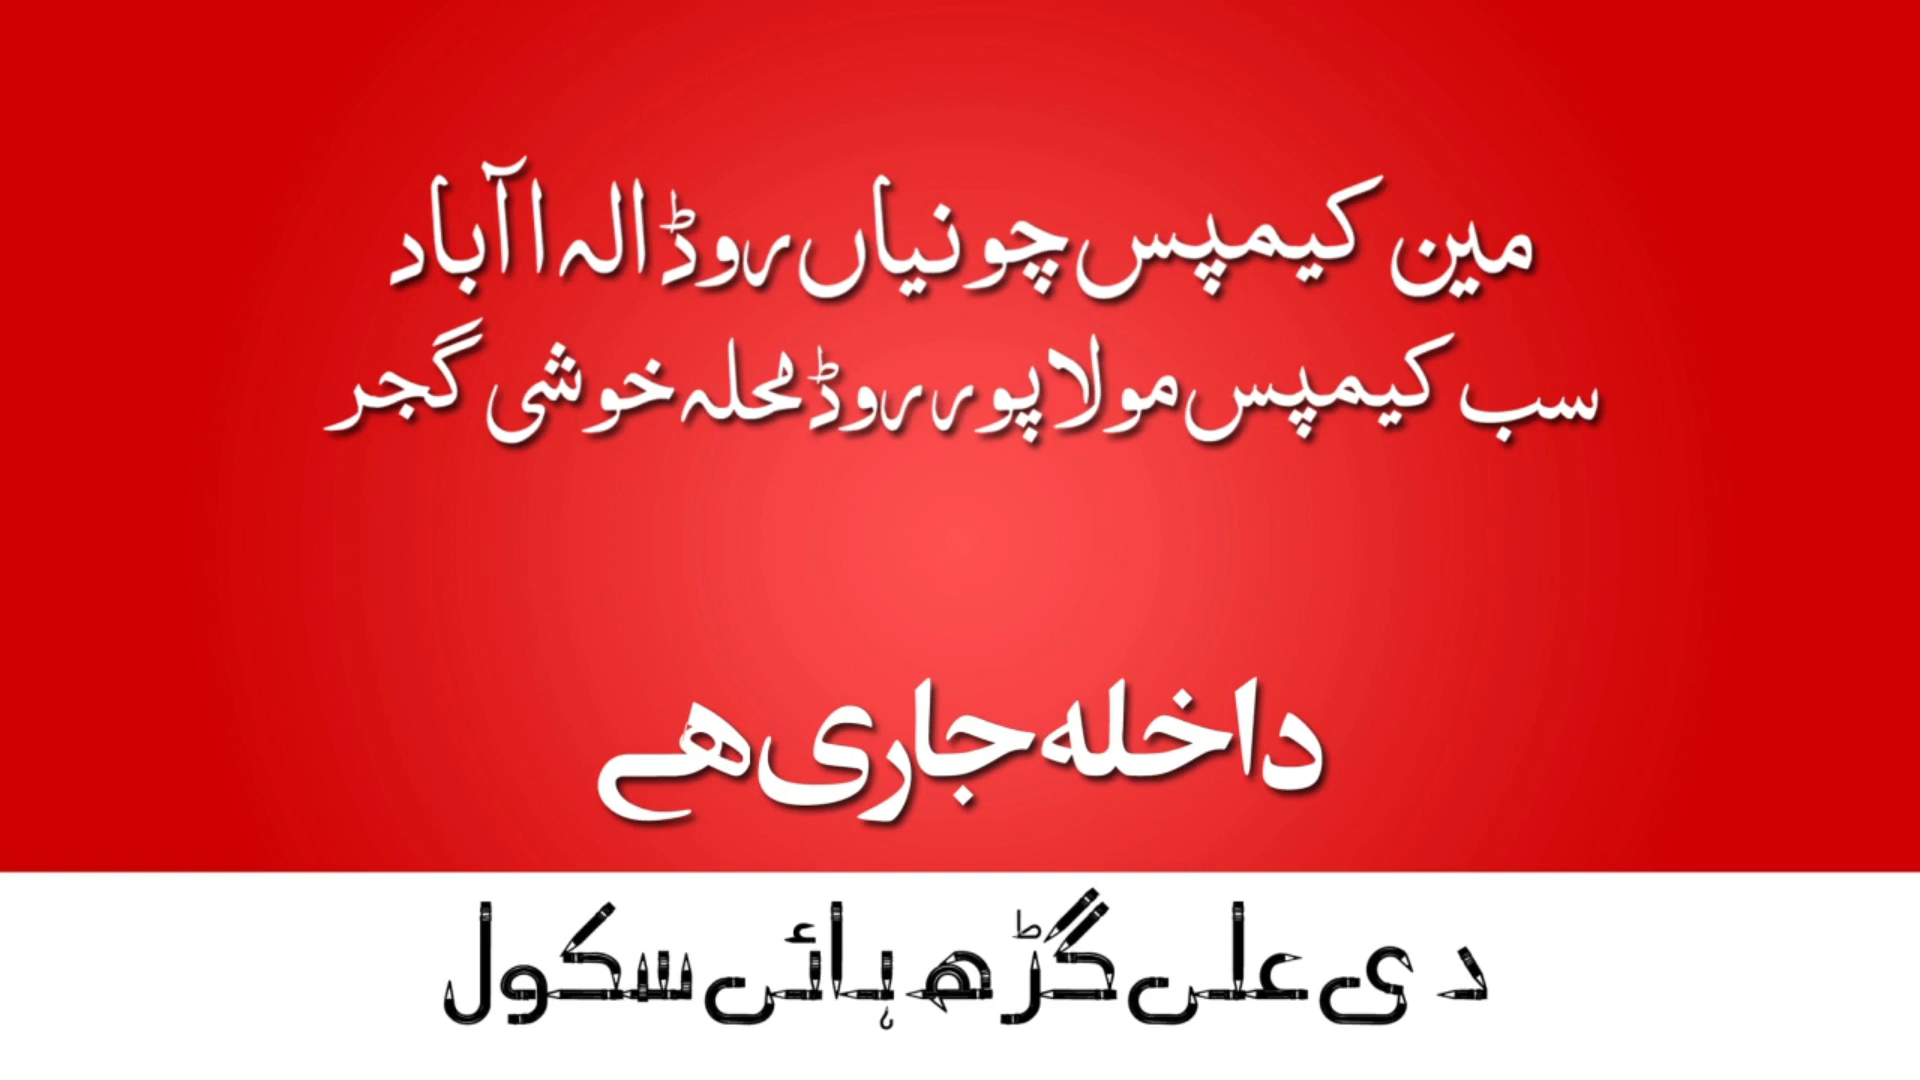 مین کیمپس چونیاں روڈ الہ اآباد
سب کیمپس مولا پور روڈ محلہ خوشی گجر
داخلہ جاری ھے
دی علی گڑھ ہائی سکول